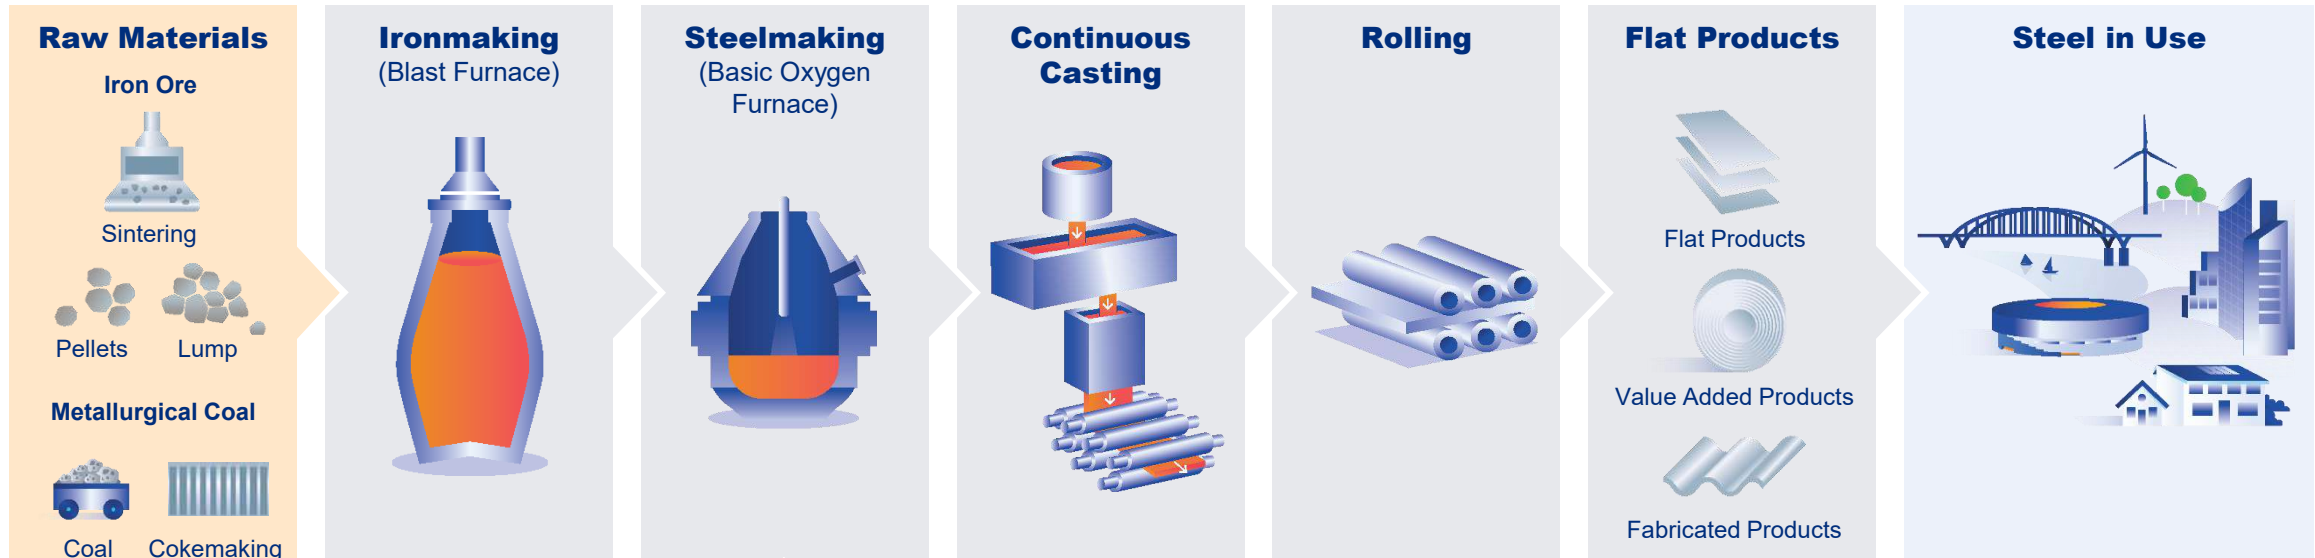 Raw Materials
Iron Ore
Sintering
Pellets
Lump
Metallurgical Coal
Coal
Cokemaking
Ironmaking
(Blast Furnace)
Steelmaking
(Basic Oxygen
Furnace)
Continuous
Casting
Rolling
Flat Products
Flat Products
Value Added Products
Fabricated Products
Steel in Use